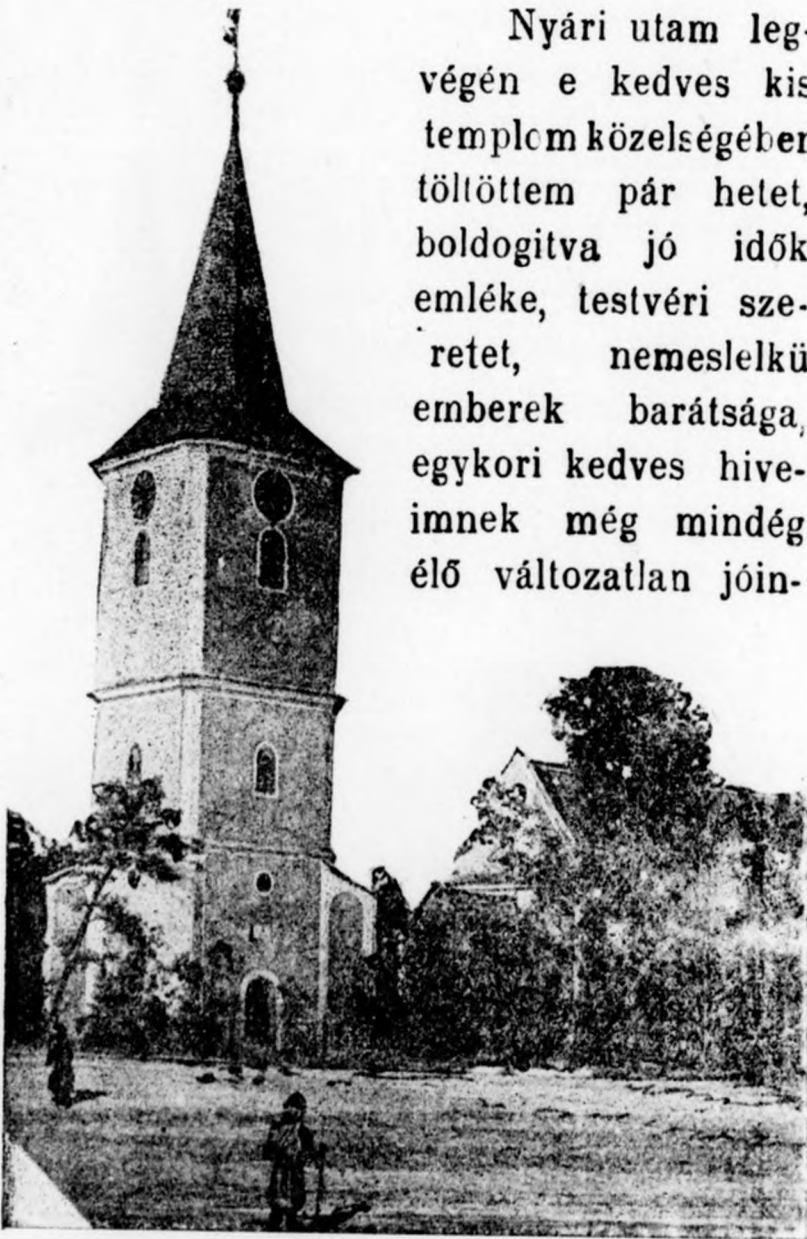 Nyári utam leg-
végén e kedves kis
templom közelségében
töltöttem pár hetet,
boldogitva jó idők
emléke, testvéri sze-
retet, nemeslelkü
emberek barátsága,
egykori kedves hive-
imnek még mindég
élő változatlan jóin-